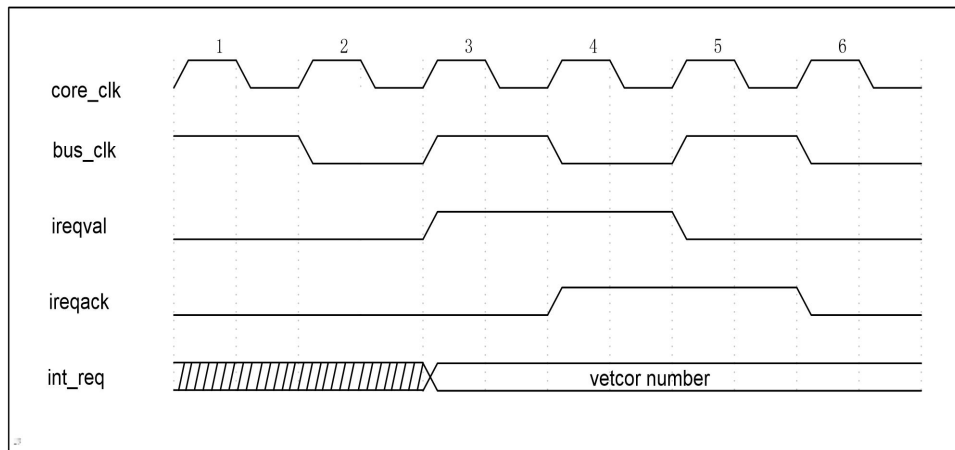 1 2 3 4 5 6
core_clk
bus_clk
ireqval
ireqack
int_req vetcor number